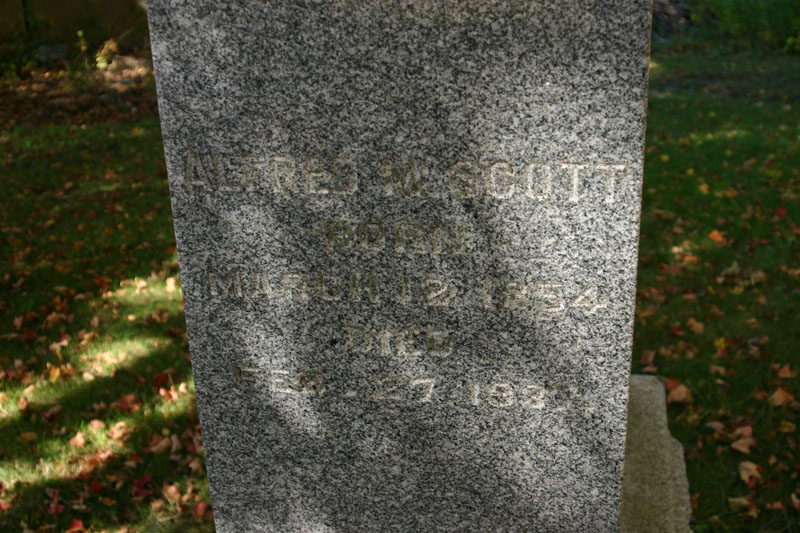 ALFRED M. SCOTT
BORN
MARCH 12, 1854.
DIED
FEB. 27